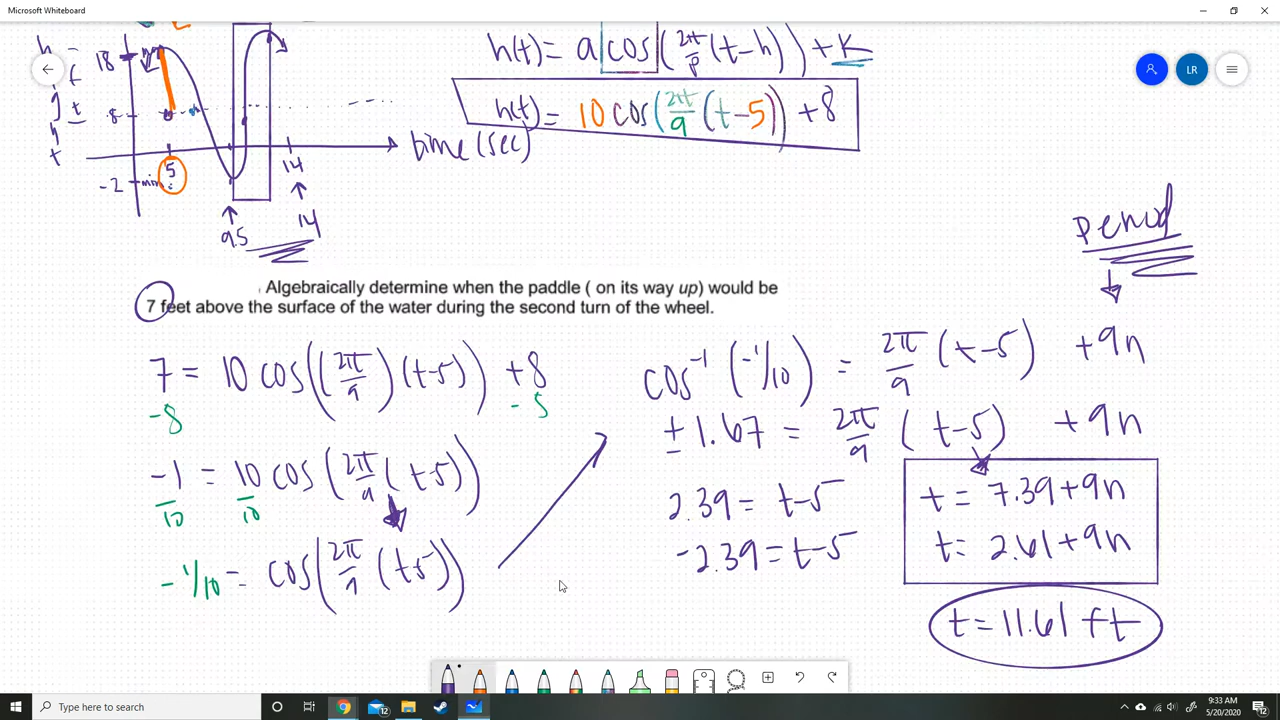 Microsoft Whiteboard
h(t) = a cos(2π/P (t-h)) + K
h(t) = 10 cos(2π/9 (t-5)) + 8
LR
h
18
t
8
h
t
time (sec)
-2 min
5
14
9.5
14
period
Algebraically determine when the paddle ( on its way up) would be
7 feet above the surface of the water during the second turn of the wheel.
7 = 10 cos((2π/9)(t-5)) + 8
-8
-1 = 10 cos(2π/9 (t-5))
10 10
-1/10 = cos(2π/9 (t-5))
cos⁻¹(-1/10) = 2π/9 (t-5) + 9n
± 1.67 = 2π/9 (t-5) + 9n
2.39 = t-5
-2.39 = t-5
t = 7.39 + 9n
t = 2.61 + 9n
t = 11.61 ft
Type here to search
12
9:33 AM
5/20/2020
12